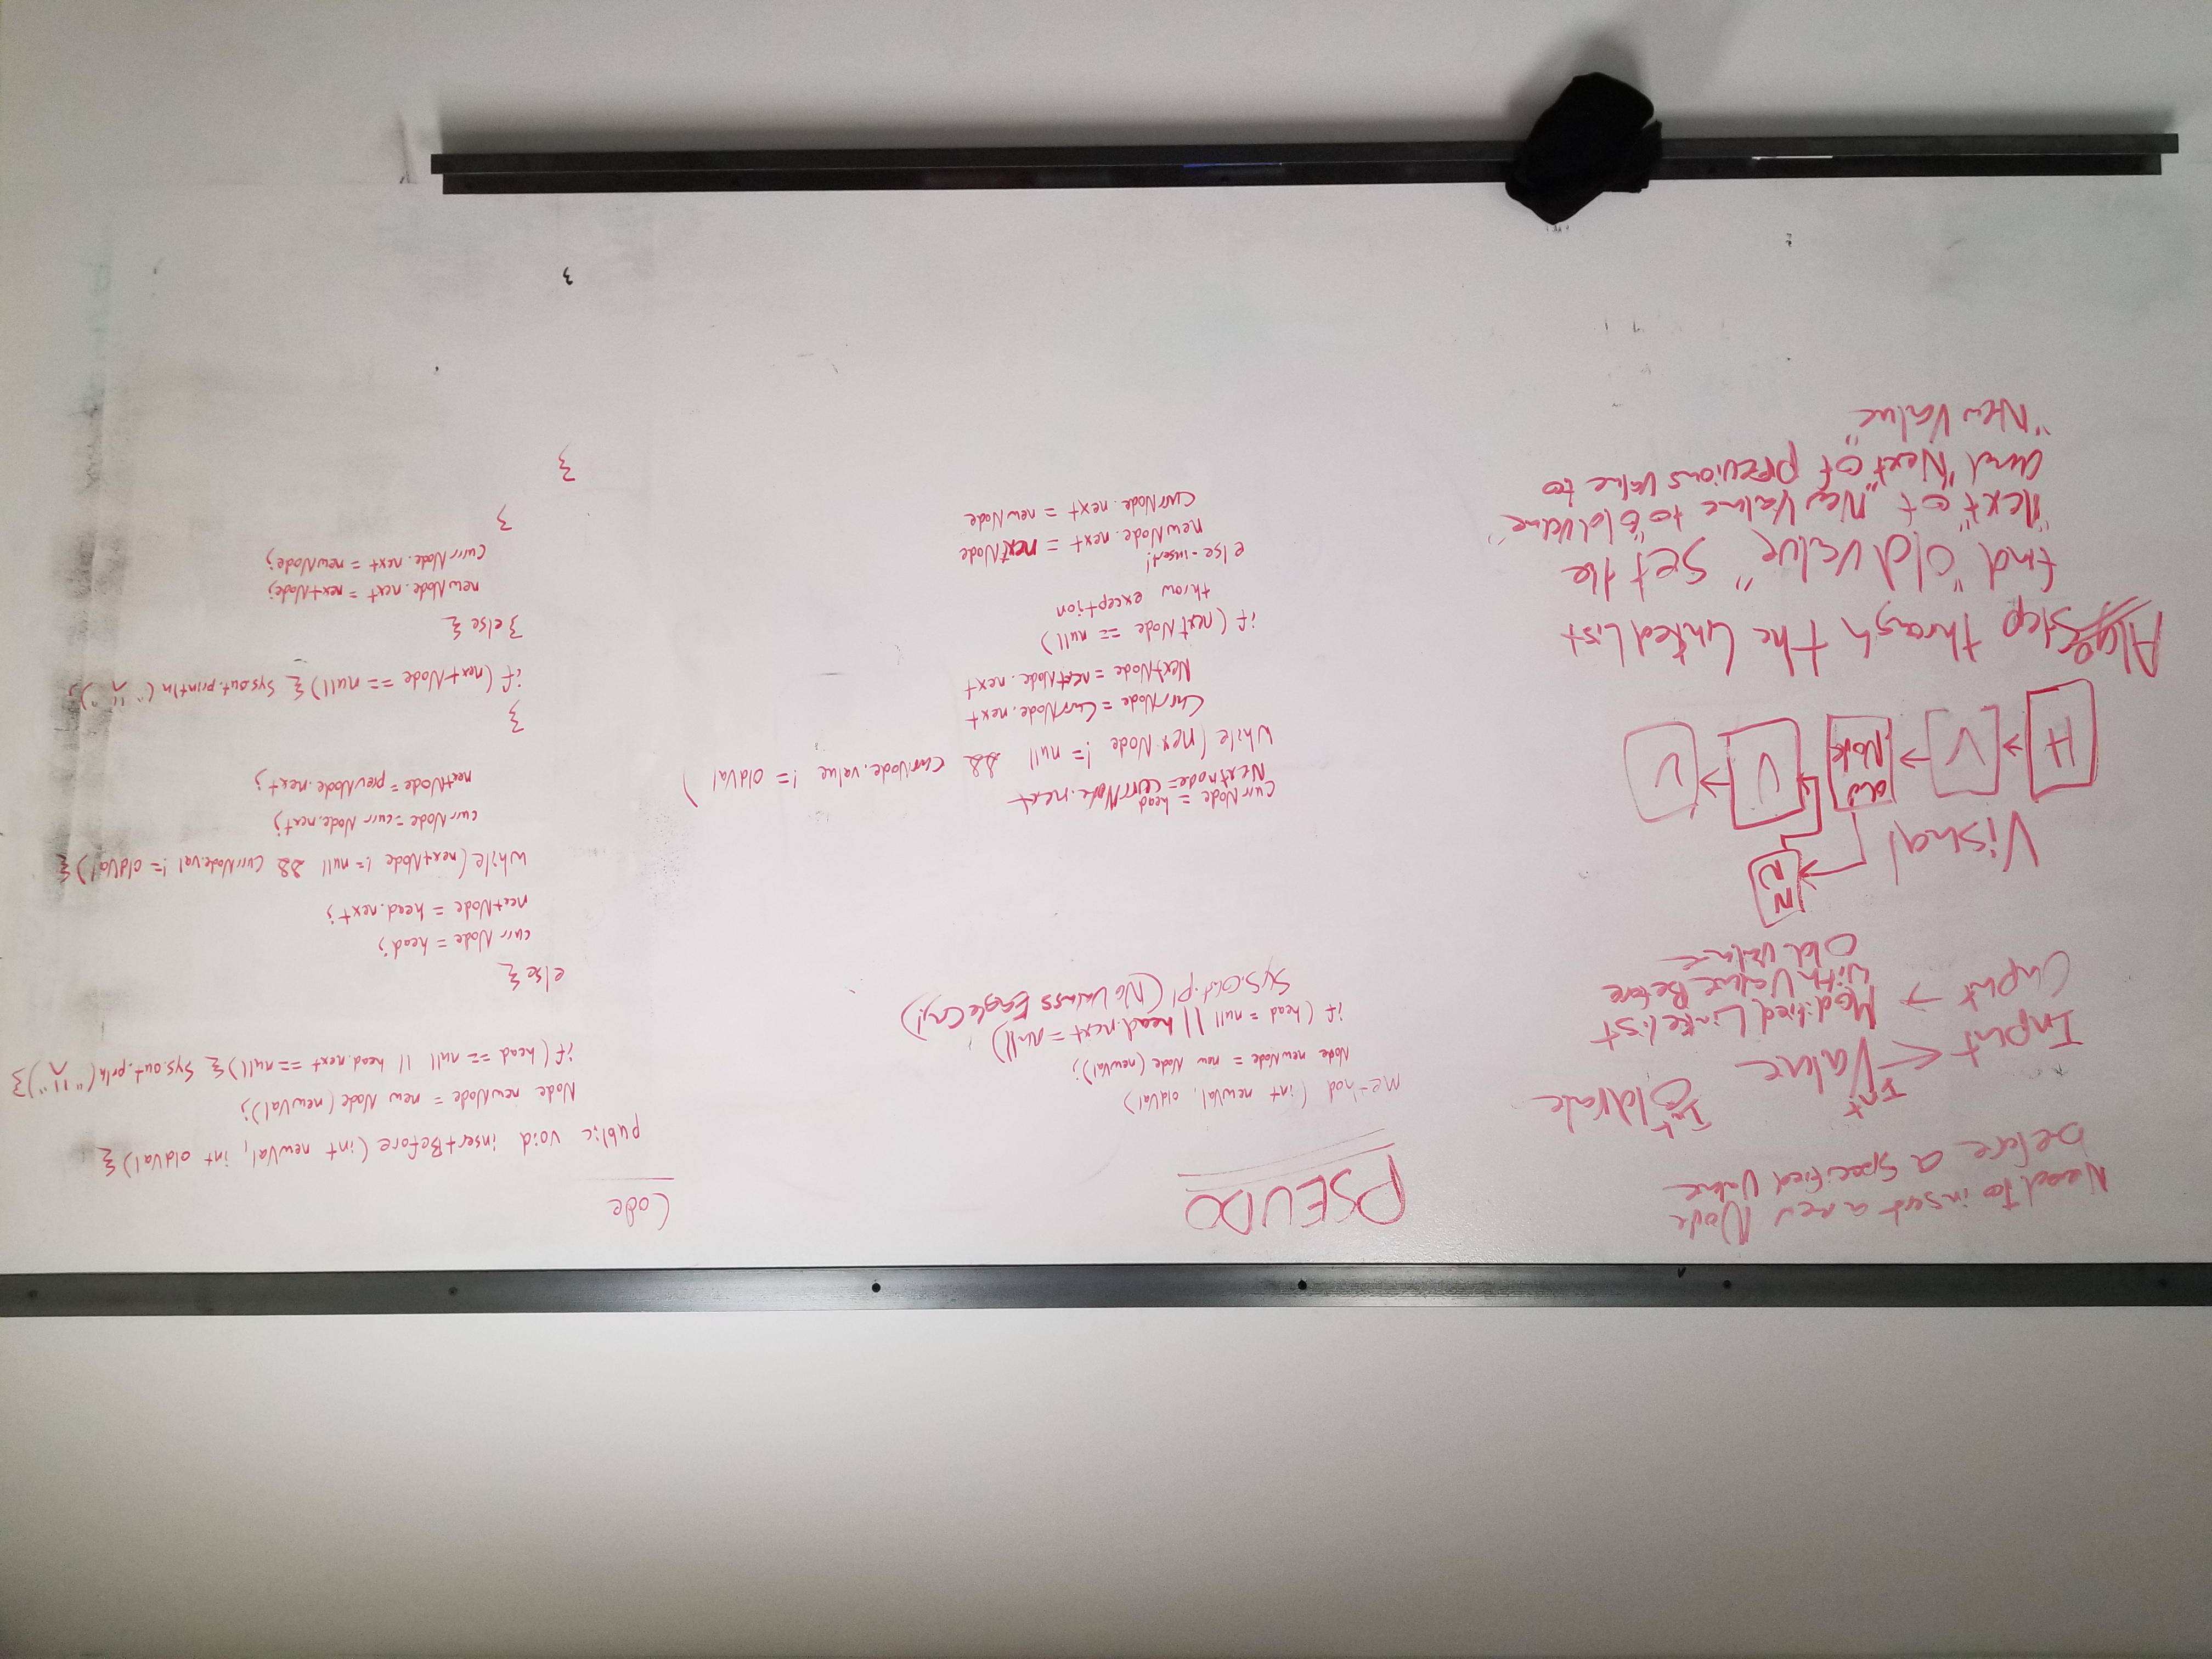 Need to insert a new Node
before a specified Value
Int Int
Input ← Value Oldvale
Ouput → Modified Linke list
with Value Before
Old value
Visual
N
N
H V Old Node V V
Algo
Step through the Linked List
find "old value" set the
"Next" of New Value to "old value"
and "Next" of previous value to
"New Value"
PSEUDO
method (int newVal, oldVal)
Node newNode = new Node (newVal);
if (head = null || head.next = null)
Sys.out.pl (No Valuess Eagle Cry!)
currNode = head
Nextnode = currNode.next
while (nexNode != null && currNode.value != oldVal )
CurrNode = CurrNode.next
NextNode = nextNode.next
if (nextNode == null)
throw exception
else - insert!
newNode.next = nextNode
currNode.next = newNode
Code
public void insertBefore (int newVal, int oldVal) {
Node newNode = new Node (newVal);
if (head == null || head.next == null) { Sys.out.prln (" ")}
else {
curr Node = head;
nextNode = head.next;
while (nextNode != null && CurrNode.val != oldVal) {
currNode = curr Node.next;
nextNode = prevNode.next;
}
if (nextNode == null) { Sys.out.println (" ");
} else {
newNode.next = nextNode;
currNode.next = newNode;
}
}
}